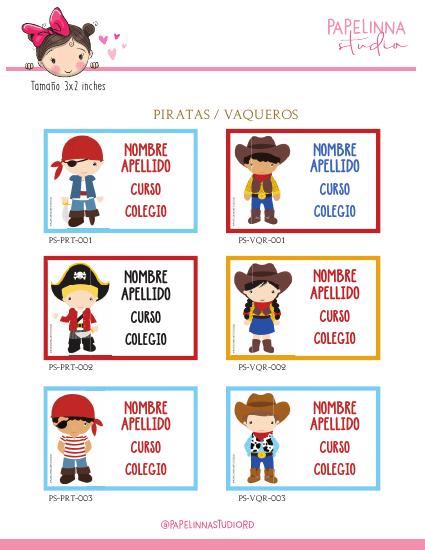 PAPELINNA
studio
Tamaño 3x2 inches
PIRATAS / VAQUEROS
NOMBRE
APELLIDO
CURSO
COLEGIO
PS-PRT-001
NOMBRE
APELLIDO
CURSO
COLEGIO
PS-VQR-001
NOMBRE
APELLIDO
CURSO
COLEGIO
PS-PRT-002
NOMBRE
APELLIDO
CURSO
COLEGIO
PS-VQR-002
NOMBRE
APELLIDO
CURSO
COLEGIO
PS-PRT-003
NOMBRE
APELLIDO
CURSO
COLEGIO
PS-VQR-003
@PAPELINNASTUDIORD